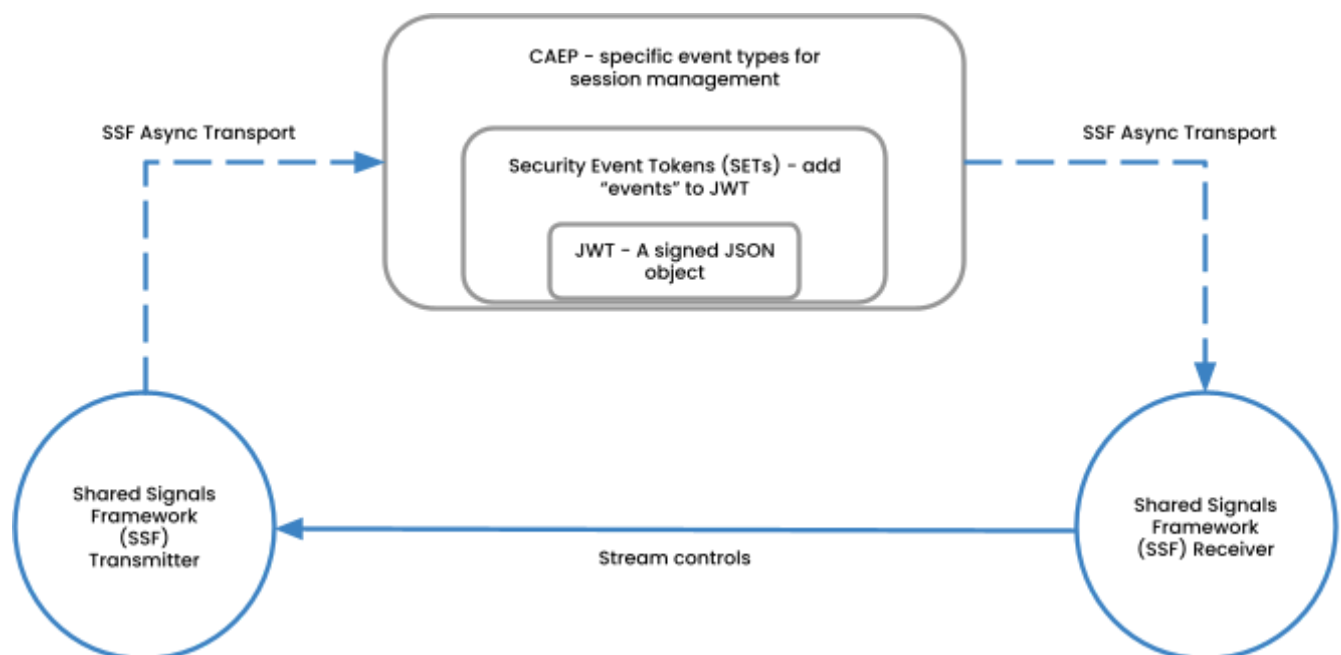 CAEP - specific event types for
session management
SSF Async Transport
SSF Async Transport
Security Event Tokens (SETs) - add
“events” to JWT
JWT - A signed JSON
object
Shared Signals
Framework
(SSF)
Transmitter
Shared Signals
Framework
(SSF) Receiver
Stream controls